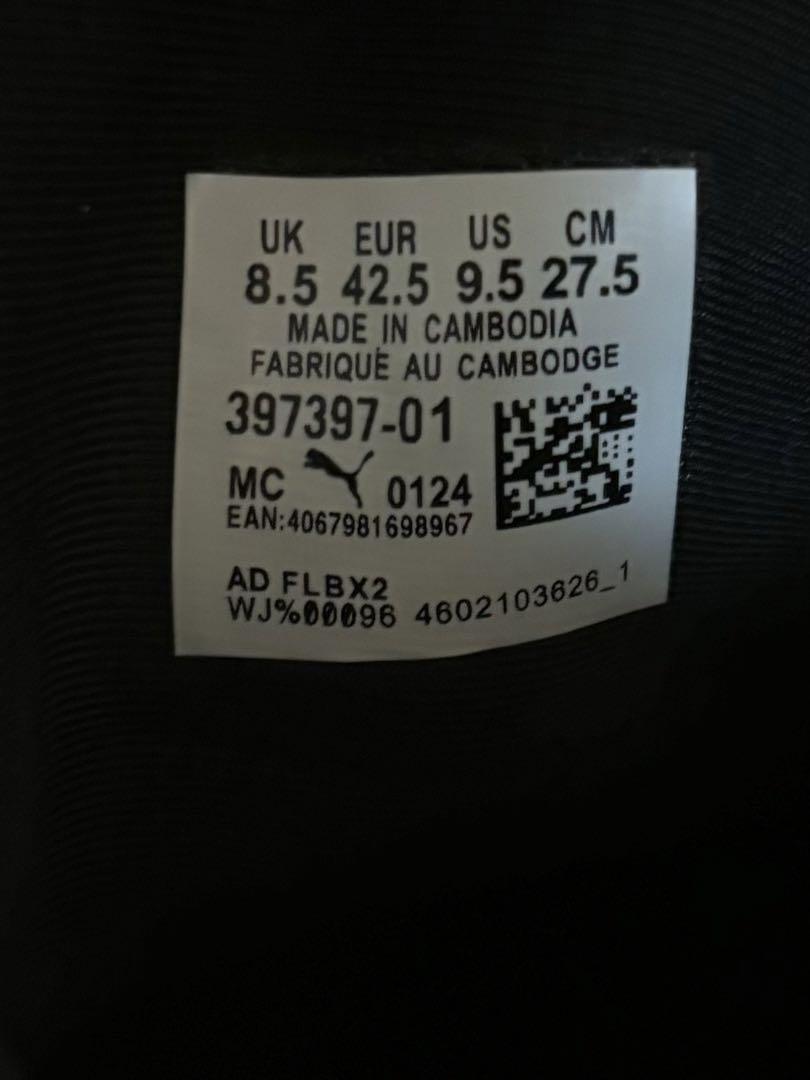 UK EUR US CM
8.5 42.5 9.5 27.5
MADE IN CAMBODIA
FABRIQUÉ AU CAMBODGE
397397-01
MC 0124
EAN:4067981698967
AD FLBX2
WJ%00096 4602103626_1